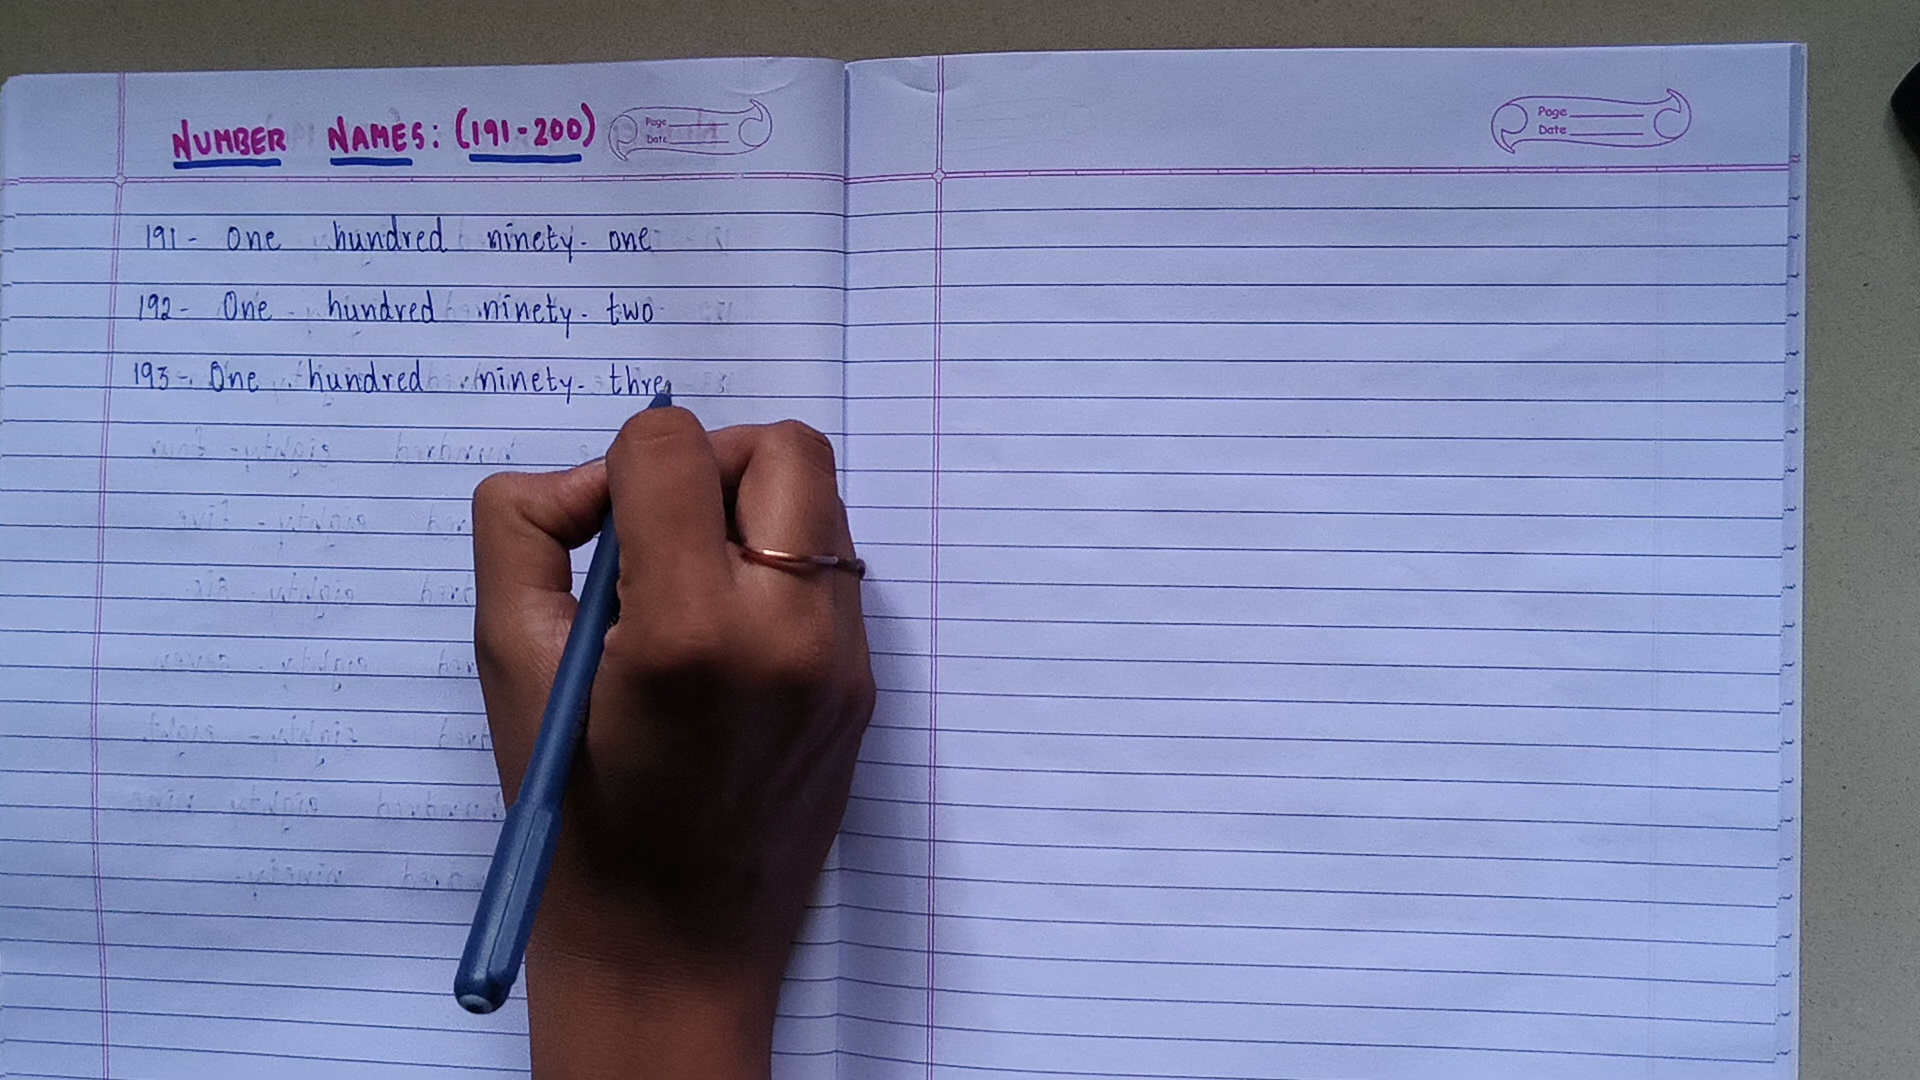 NUMBER NAMES: (191-200)
Page
Date
Page
Date
191- One hundred ninety-one
192- One hundred ninety-two
193- One hundred ninety-thre